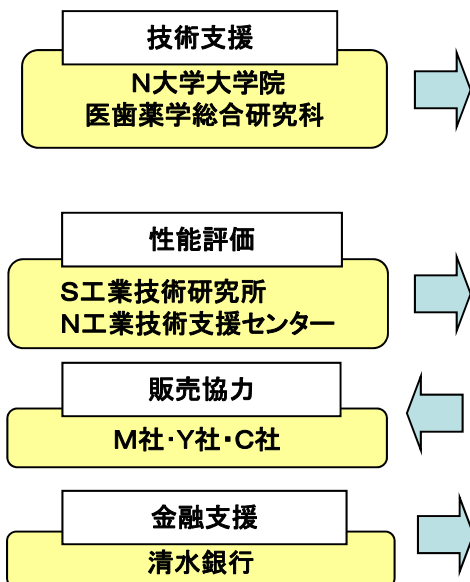 技術支援
N大学大学院
医歯薬学総合研究科
性能評価
S工業技術研究所
N工業技術支援センター
販売協力
M社・Y社・C社
金融支援
清水銀行